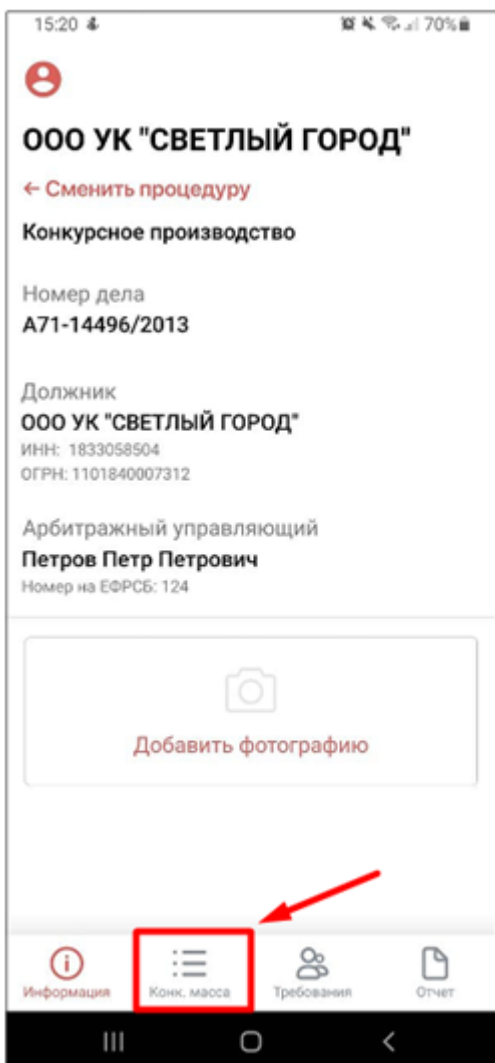 15:20 70%
ООО УК "СВЕТЛЫЙ ГОРОД"
← Сменить процедуру
Конкурсное производство
Номер дела
А71-14496/2013
Должник
ООО УК "СВЕТЛЫЙ ГОРОД"
ИНН: 1833058504
ОГРН: 1101840007312
Арбитражный управляющий
Петров Петр Петрович
Номер на ЕФРСБ: 124
Добавить фотографию
Информация Конк. масса Требования Отчет